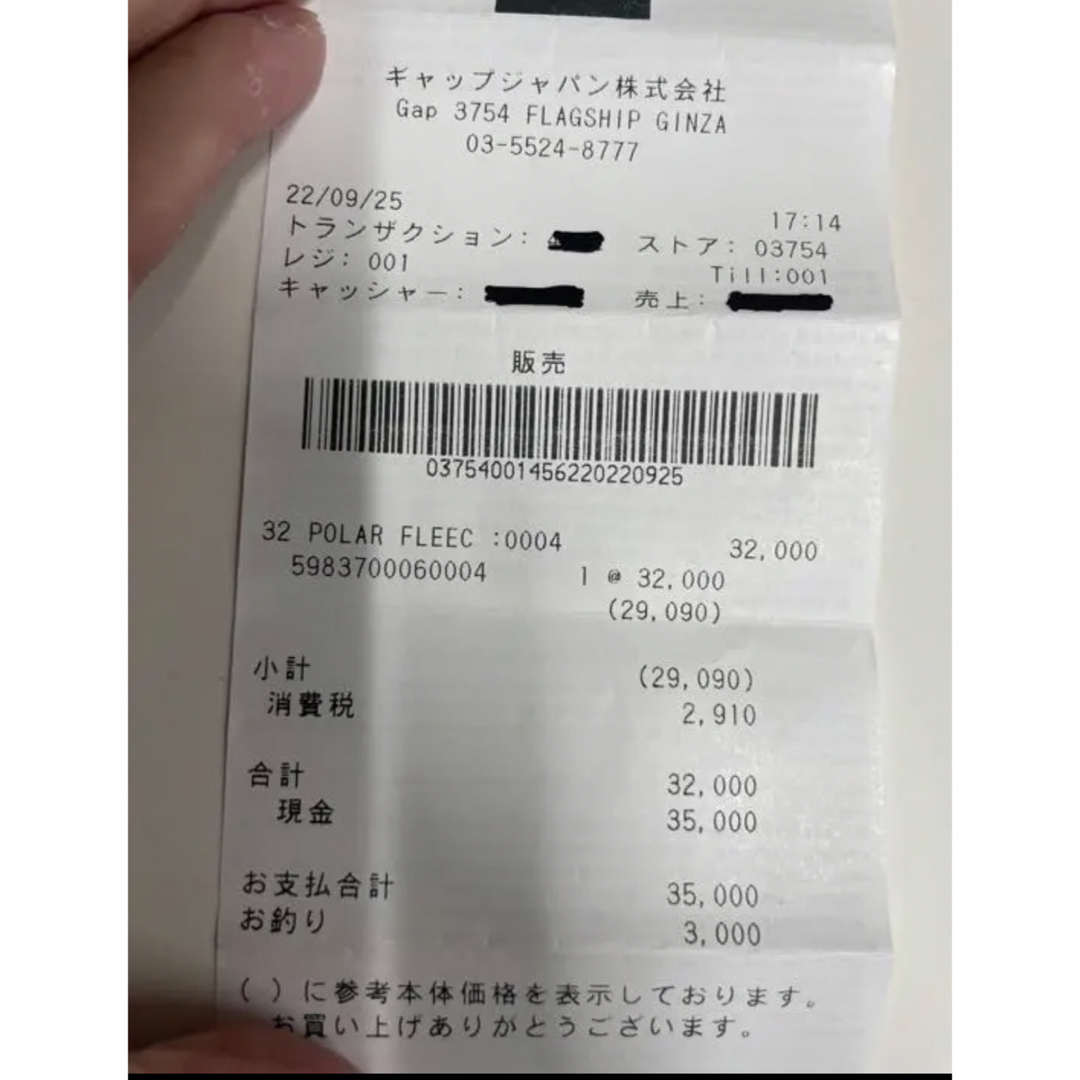 ギャップジャパン株式会社
Gap 3754 FLAGSHIP GINZA
03-5524-8777
22/09/25 17:14
トランザクション: ストア: 03754
レジ: 001 Till:001
キャッシャー: 売上:
販売
03754001456220220925
32 POLAR FLEEC :0004 32,000
5983700060004 1 @ 32,000
(29,090)
小計 (29,090)
消費税 2,910
合計 32,000
現金 35,000
お支払合計 35,000
お釣り 3,000
( )に参考本体価格を表示しております。
お買い上げありがとうございます。